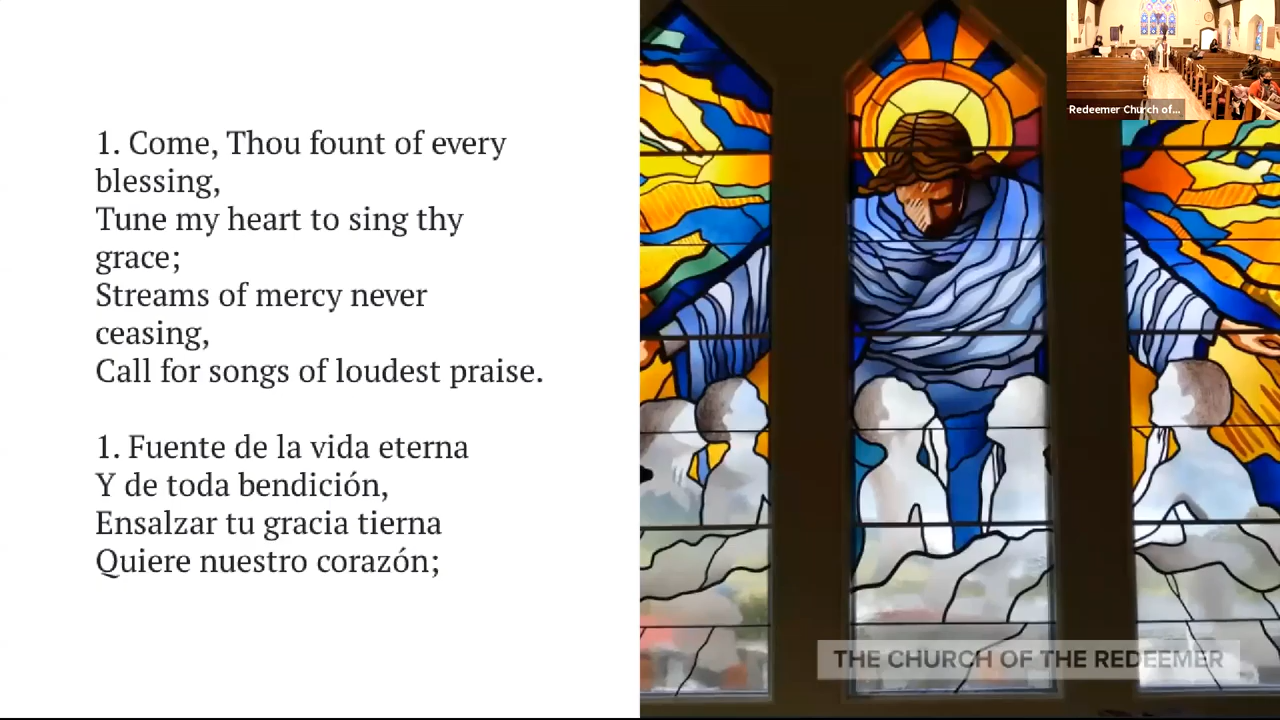 1. Come, Thou fount of every
blessing,
Tune my heart to sing thy
grace;
Streams of mercy never
ceasing,
Call for songs of loudest praise.
1. Fuente de la vida eterna
Y de toda bendición,
Ensalzar tu gracia tierna
Quiere nuestro corazón;
Redeemer Church of...
THE CHURCH OF THE REDEEMER